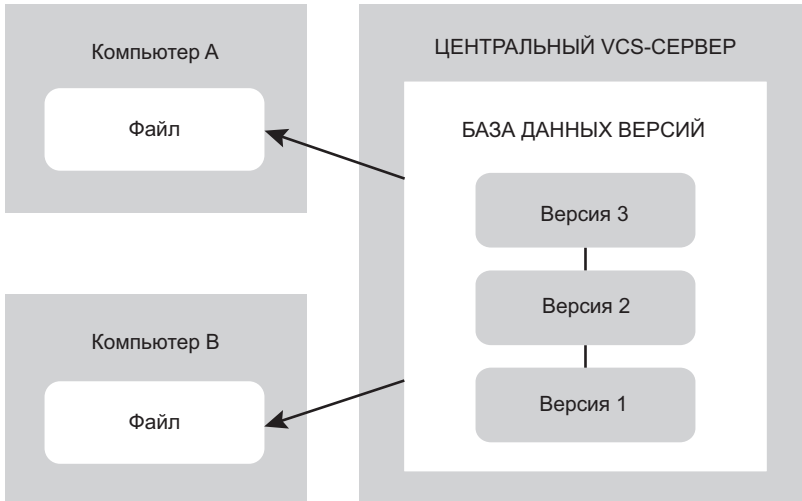 Компьютер A
Файл
Компьютер B
Файл
ЦЕНТРАЛЬНЫЙ VCS-СЕРВЕР
БАЗА ДАННЫХ ВЕРСИЙ
Версия 3
Версия 2
Версия 1